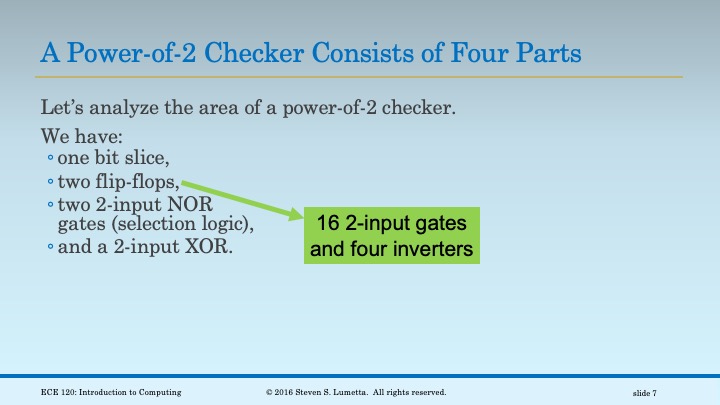 A Power-of-2 Checker Consists of Four Parts
Let’s analyze the area of a power-of-2 checker.
We have:
◦ one bit slice,
◦ two flip-flops,
◦ two 2-input NOR
gates (selection logic),
◦ and a 2-input XOR.
16 2-input gates
and four inverters
ECE 120: Introduction to Computing
© 2016 Steven S. Lumetta.  All rights reserved.
slide 7